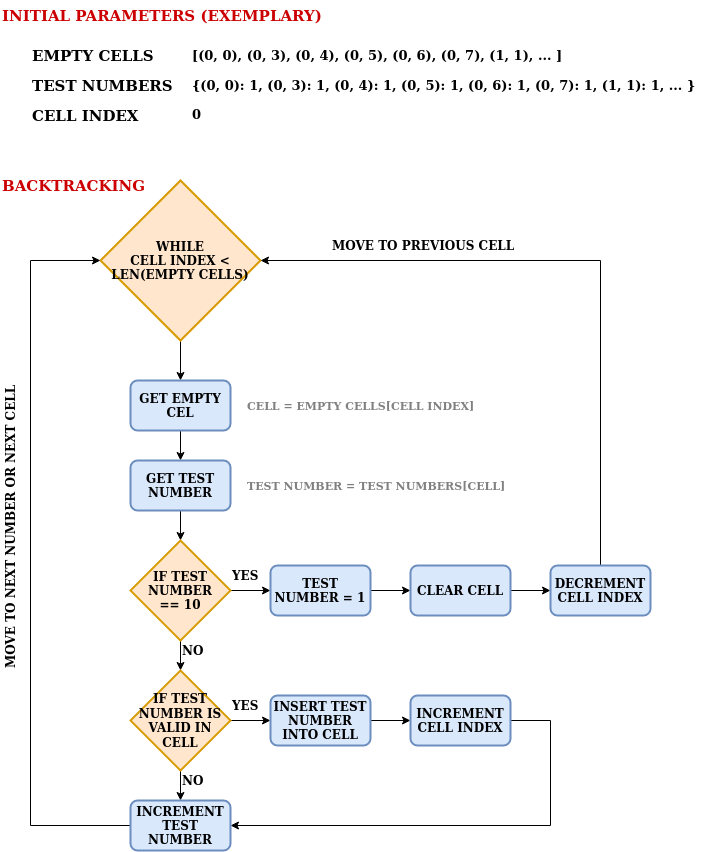 INITIAL PARAMETERS (EXEMPLARY)
EMPTY CELLS [(0, 0), (0, 3), (0, 4), (0, 5), (0, 6), (0, 7), (1, 1), ... ]
TEST NUMBERS {(0, 0): 1, (0, 3): 1, (0, 4): 1, (0, 5): 1, (0, 6): 1, (0, 7): 1, (1, 1): 1, ... }
CELL INDEX 0
BACKTRACKING
WHILE
CELL INDEX <
LEN(EMPTY CELLS)
MOVE TO PREVIOUS CELL
GET EMPTY
CEL
CELL = EMPTY CELLS[CELL INDEX]
GET TEST
NUMBER
TEST NUMBER = TEST NUMBERS[CELL]
MOVE TO NEXT NUMBER OR NEXT CELL
IF TEST
NUMBER
== 10
YES
TEST
NUMBER = 1
CLEAR CELL
DECREMENT
CELL INDEX
NO
IF TEST
NUMBER IS
VALID IN
CELL
YES
INSERT TEST
NUMBER
INTO CELL
INCREMENT
CELL INDEX
NO
INCREMENT
TEST
NUMBER